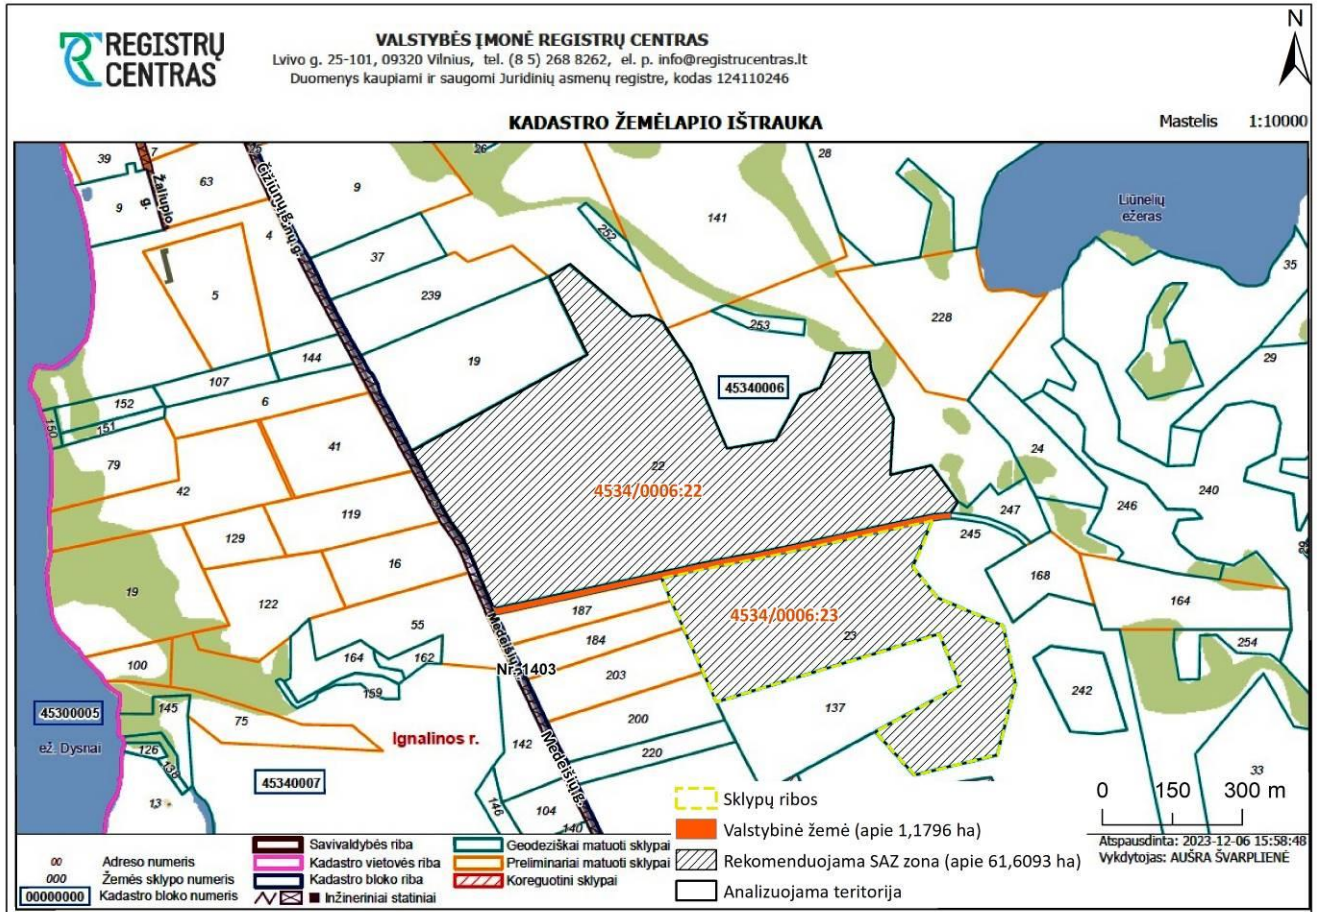 N
REGISTRŲ
CENTRAS
VALSTYBĖS ĮMONĖ REGISTRŲ CENTRAS
Lvivo g. 25-101, 09320 Vilnius, tel. (8 5) 268 8262, el. p. info@registrucentras.lt
Duomenys kaupiami ir saugomi Juridinių asmenų registre, kodas 124110246
KADASTRO ŽEMĖLAPIO IŠTRAUKA
Mastelis 1:10000
39
7
63
9
Žaliupio g.
Čižiūnų g.
4
9
26
28
252
141
Liūnelių
ežeras
37
35
5
239
253
228
144
19
45340006
29
107
6
152
151
150
41
79
42
22
4534/0006:22
24
240
246
247
119
129
245
16
168
19
122
187
4534/0006:23
23
164
55
184
254
100
164
162
159
Nr. 1403
203
242
45300005
145
75
137
200
ež. Dysnai
126
138
Ignalinos r.
142
220
Medeišių g.
45340007
13
146
104
140
33
Sklypų ribos
0 150 300 m
Valstybinė žemė (apie 1,1796 ha)
Rekomenduojama SAZ zona (apie 61,6093 ha)
Analizuojama teritorija
Atspausdinta: 2023-12-06 15:58:48
Vykdytojas: AUŠRA ŠVARPLIENĖ
00 Adreso numeris
000 Žemės sklypo numeris
00000000 Kadastro bloko numeris
Savivaldybės riba
Kadastro vietovės riba
Kadastro bloko riba
Inžineriniai statiniai
Geodeziškai matuoti sklypai
Preliminariai matuoti sklypai
Koreguotini sklypai